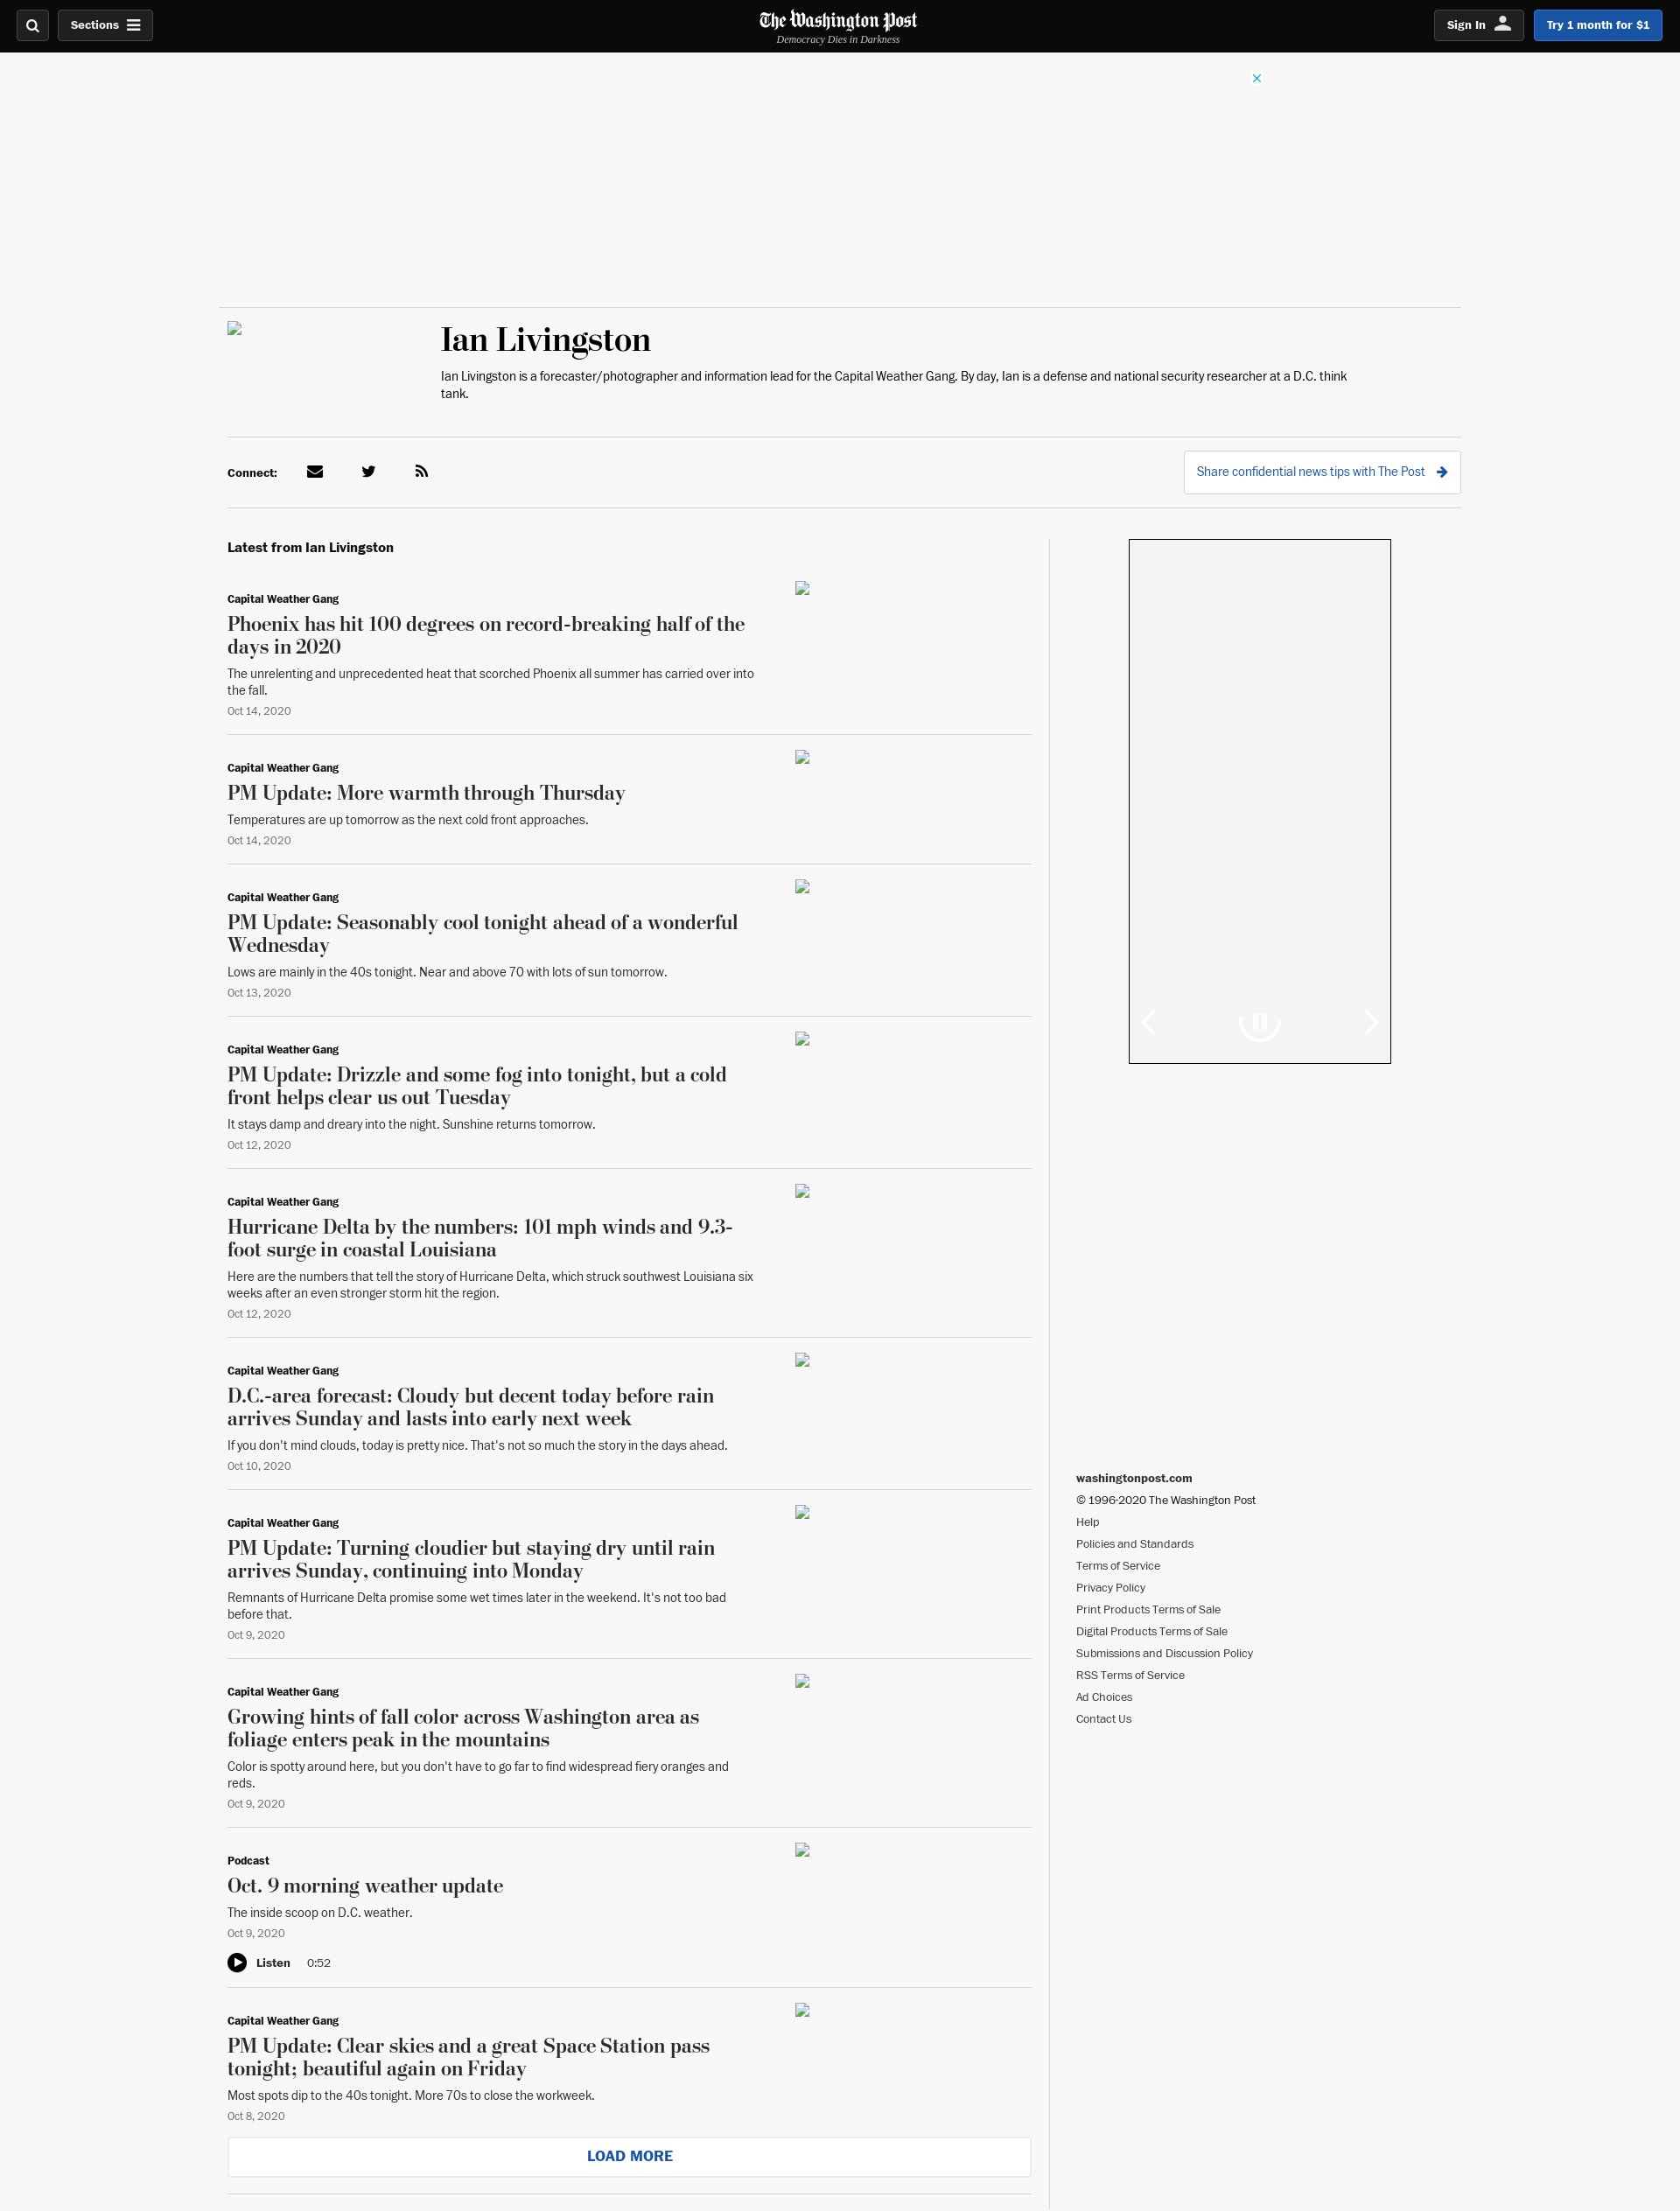 Sections
The Washington Post
Democracy Dies in Darkness
Sign In
Try 1 month for $1
Ian Livingston
Ian Livingston is a forecaster/photographer and information lead for the Capital Weather Gang. By day, Ian is a defense and national security researcher at a D.C. think
tank.
Connect:
Share confidential news tips with The Post
Latest from Ian Livingston
Capital Weather Gang
Phoenix has hit 100 degrees on record-breaking half of the
days in 2020
The unrelenting and unprecedented heat that scorched Phoenix all summer has carried over into
the fall.
Oct 14, 2020
Capital Weather Gang
PM Update: More warmth through Thursday
Temperatures are up tomorrow as the next cold front approaches.
Oct 14, 2020
Capital Weather Gang
PM Update: Seasonably cool tonight ahead of a wonderful
Wednesday
Lows are mainly in the 40s tonight. Near and above 70 with lots of sun tomorrow.
Oct 13, 2020
Capital Weather Gang
PM Update: Drizzle and some fog into tonight, but a cold
front helps clear us out Tuesday
It stays damp and dreary into the night. Sunshine returns tomorrow.
Oct 12, 2020
Capital Weather Gang
Hurricane Delta by the numbers: 101 mph winds and 9.3-
foot surge in coastal Louisiana
Here are the numbers that tell the story of Hurricane Delta, which struck southwest Louisiana six
weeks after an even stronger storm hit the region.
Oct 12, 2020
Capital Weather Gang
D.C.-area forecast: Cloudy but decent today before rain
arrives Sunday and lasts into early next week
If you don't mind clouds, today is pretty nice. That's not so much the story in the days ahead.
Oct 10, 2020
Capital Weather Gang
PM Update: Turning cloudier but staying dry until rain
arrives Sunday, continuing into Monday
Remnants of Hurricane Delta promise some wet times later in the weekend. It's not too bad
before that.
Oct 9, 2020
Capital Weather Gang
Growing hints of fall color across Washington area as
foliage enters peak in the mountains
Color is spotty around here, but you don't have to go far to find widespread fiery oranges and
reds.
Oct 9, 2020
Podcast
Oct. 9 morning weather update
The inside scoop on D.C. weather.
Oct 9, 2020
Listen 0:52
Capital Weather Gang
PM Update: Clear skies and a great Space Station pass
tonight; beautiful again on Friday
Most spots dip to the 40s tonight. More 70s to close the workweek.
Oct 8, 2020
LOAD MORE
washingtonpost.com
© 1996-2020 The Washington Post
Help
Policies and Standards
Terms of Service
Privacy Policy
Print Products Terms of Sale
Digital Products Terms of Sale
Submissions and Discussion Policy
RSS Terms of Service
Ad Choices
Contact Us